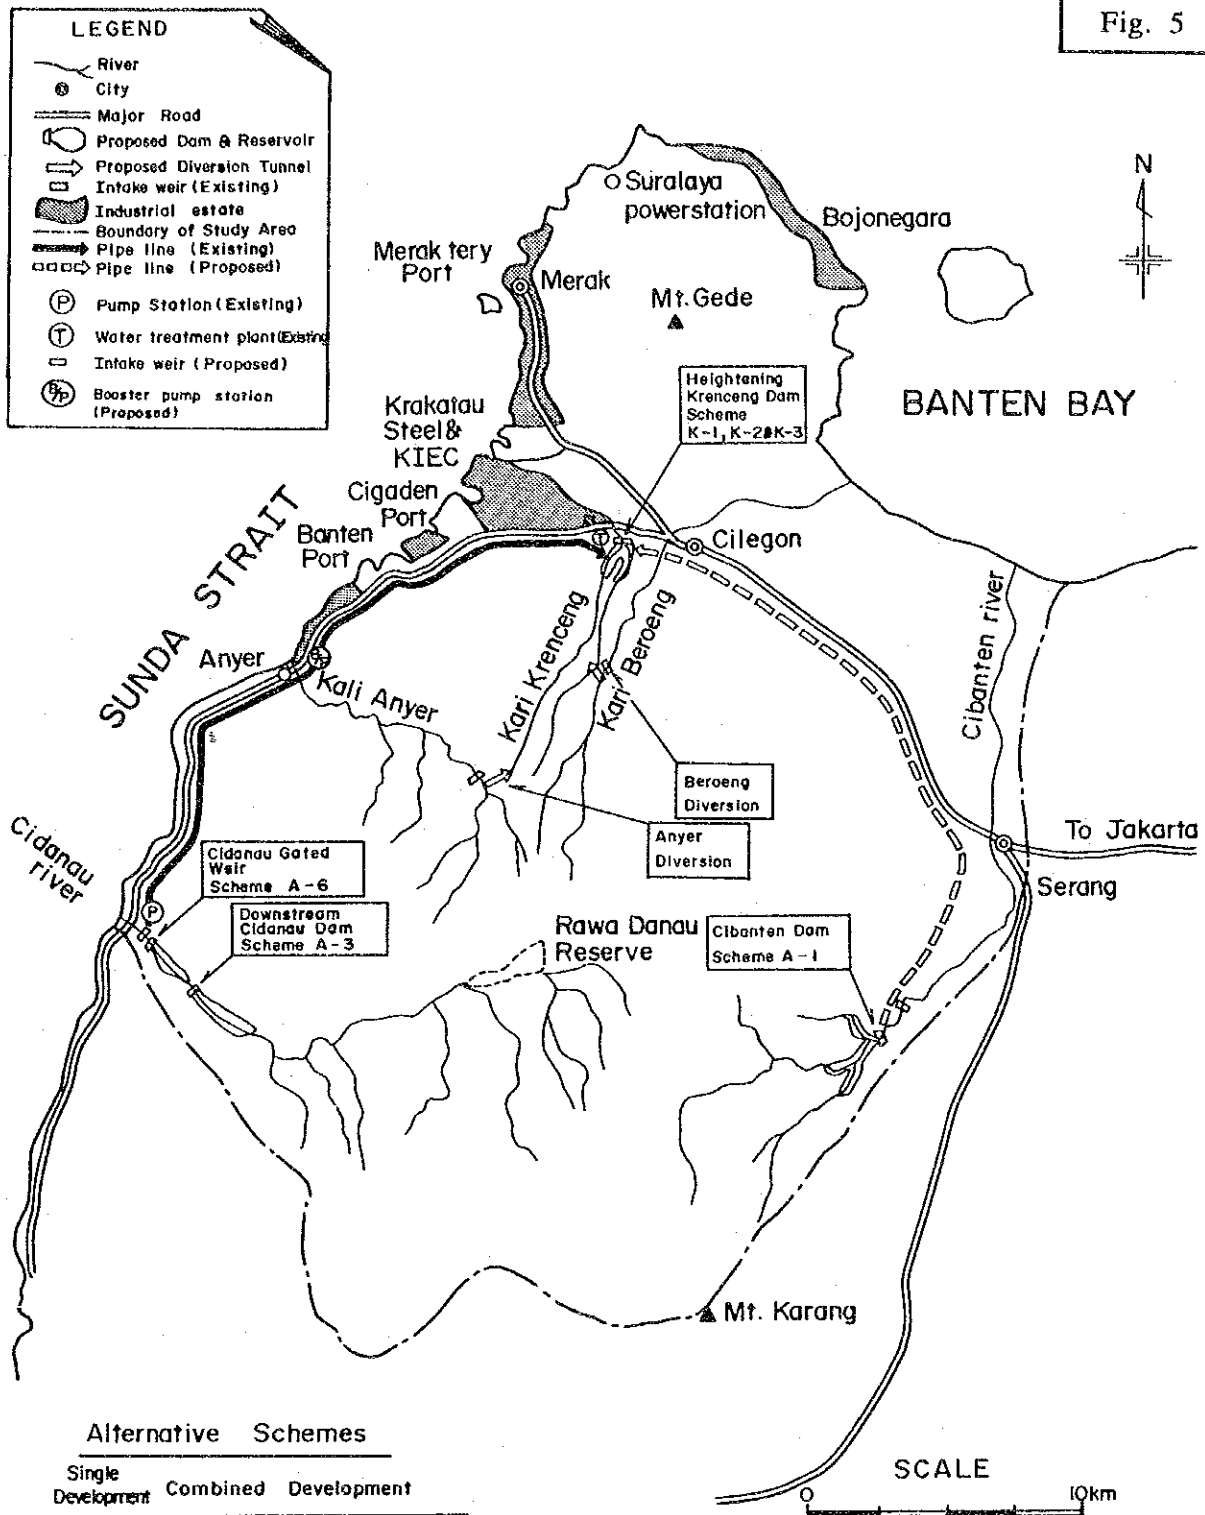 Fig. 5
LEGEND
River
City
Major Road
Proposed Dam & Reservoir
Proposed Diversion Tunnel
Intake weir (Existing)
Industrial estate
Boundary of Study Area
Pipe line (Existing)
Pipe line (Proposed)
P
Pump Station (Existing)
T
Water treatment plant (Existing
Intake weir (Proposed)
B/P
Booster pump station
(Proposed)
N
Suralaya
powerstation
Bojonegara
Merak tery
Port
Merak
Mt. Gede
Heightening
Krenceng Dam
Scheme
K-1, K-2&K-3
BANTEN BAY
Krakatau
Steel &
KIEC
Cigaden
Port
Banten
Port
SUNDA STRAIT
T
Cilegon
Cibanten river
Anyer
Kali Anyer
Kari Krenceng
Kari Beroeng
Beroeng
Diversion
Anyer
Diversion
To Jakarta
Serang
Cidanau
river
Cidanau Gated
Weir
Scheme A-6
P
Downstream
Cidanau Dam
Scheme A-3
Rawa Danau
Reserve
Cibanten Dam
Scheme A-1
Mt. Karang
Alternative Schemes
Single
Development
Combined Development
SCALE
0
10km